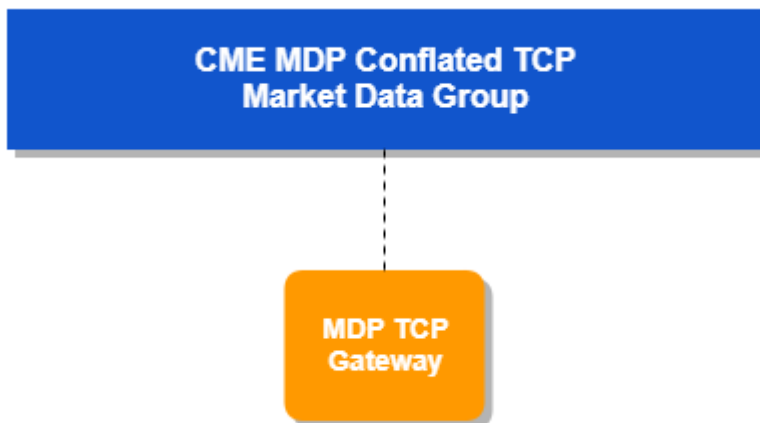 CME MDP Conflated TCP
Market Data Group
MDP TCP
Gateway